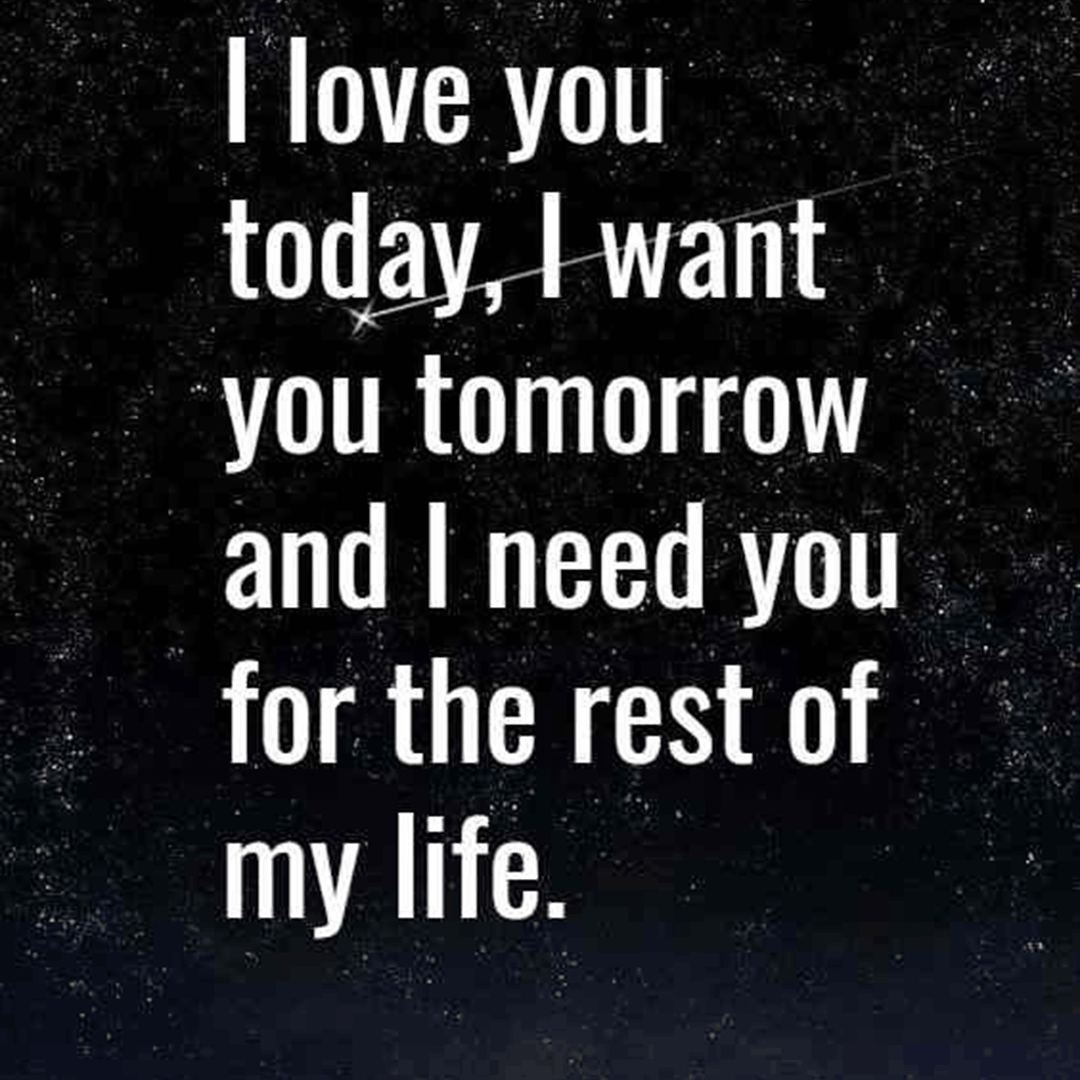 I love you
today, I want
you tomorrow
and I need you
for the rest of
my life.